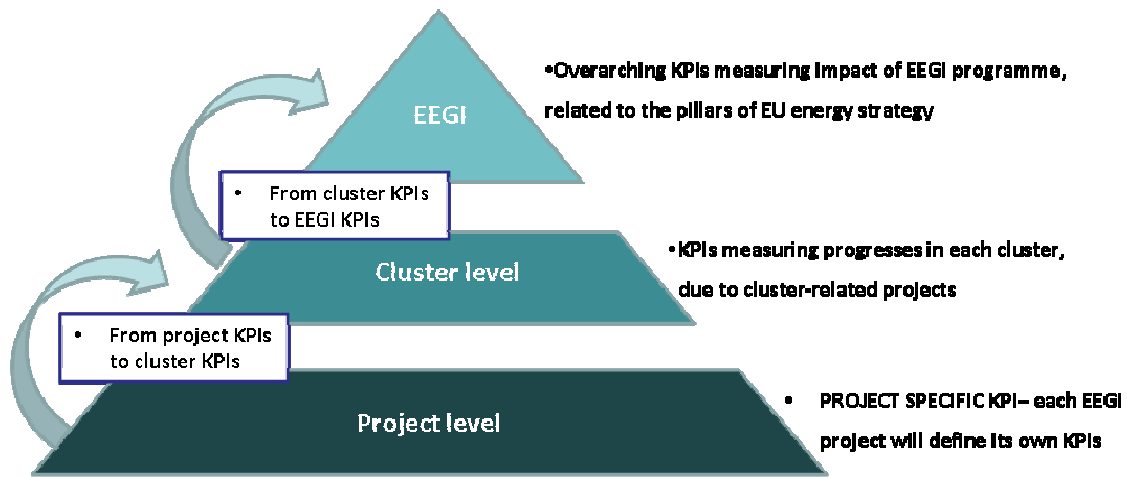 EEGI
•Overarching KPIs measuring impact of EEGI programme,
related to the pillars of EU energy strategy
• From cluster KPIs
to EEGI KPIs
Cluster level
•KPIs measuring progresses in each cluster,
due to cluster-related projects
• From project KPIs
to cluster KPIs
Project level
• PROJECT SPECIFIC KPI– each EEGI
project will define its own KPIs